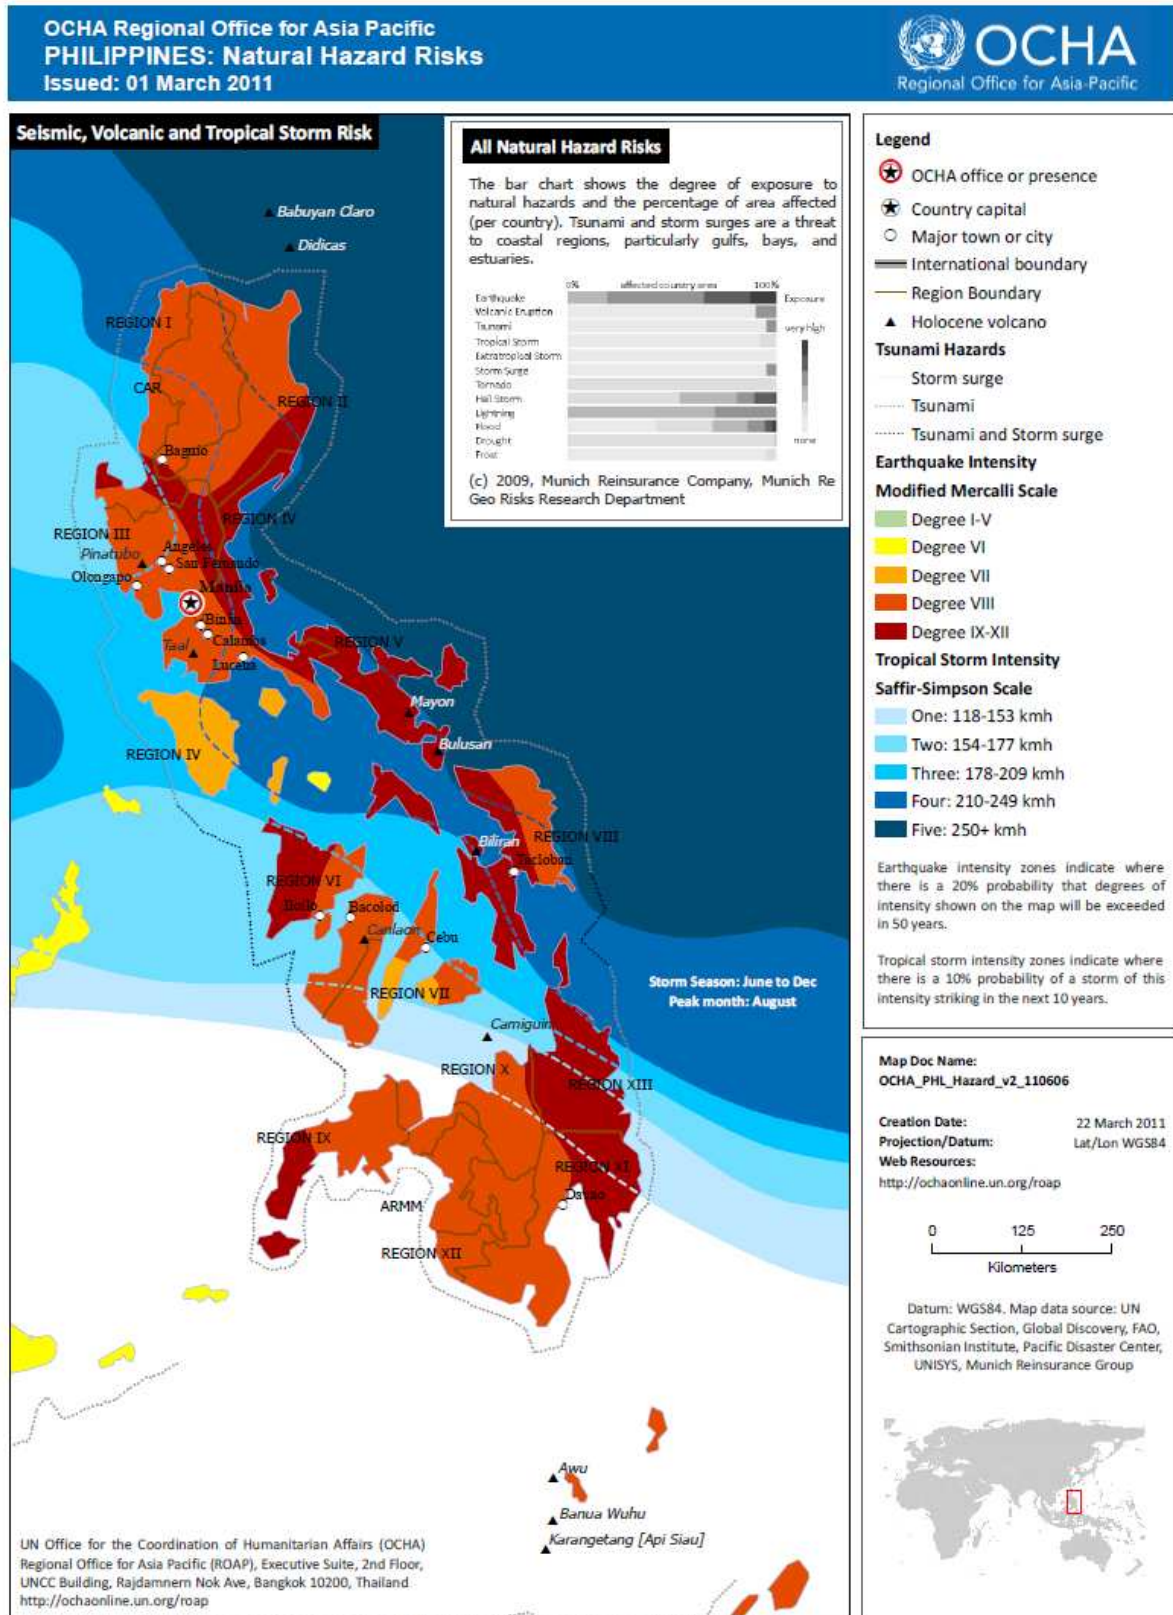 OCHA Regional Office for Asia Pacific
PHILIPPINES: Natural Hazard Risks
Issued: 01 March 2011
OCHA
Regional Office for Asia-Pacific
Seismic, Volcanic and Tropical Storm Risk
All Natural Hazard Risks
The bar chart shows the degree of exposure to
natural hazards and the percentage of area affected
(per country). Tsunami and storm surges are a threat
to coastal regions, particularly gulfs, bays, and
estuaries.
0% affected country area 100%
Earthquake
Exposure
Volcanic Eruption
Tsunami
very high
Tropical Storm
Extratropical Storm
Storm Surge
Tornado
Hail Storm
Lightning
Flood
Drought
none
Frost
(c) 2009, Munich Reinsurance Company, Munich Re
Geo Risks Research Department
Babuyan Claro
Didicas
REGION I
CAR
REGION II
Baguio
REGION IV
REGION III
Pinatubo
Angeles
San Fernando
Olongapo
Manila
Biñan
Calamba
Taal
Lucena
REGION V
Mayon
Bulusan
REGION IV
Biliran
REGION VIII
Tacloban
REGION VI
Iloilo
Bacolod
Canlaon
Cebu
REGION VII
Storm Season: June to Dec
Peak month: August
Camiguin
REGION X
REGION XIII
REGION IX
REGION XI
Davao
ARMM
REGION XII
Awu
Banua Wuhu
Karangetang [Api Siau]
UN Office for the Coordination of Humanitarian Affairs (OCHA)
Regional Office for Asia Pacific (ROAP), Executive Suite, 2nd Floor,
UNCC Building, Rajdamnern Nok Ave, Bangkok 10200, Thailand
http://ochaonline.un.org/roap
Legend
OCHA office or presence
Country capital
Major town or city
International boundary
Region Boundary
Holocene volcano
Tsunami Hazards
Storm surge
Tsunami
Tsunami and Storm surge
Earthquake Intensity
Modified Mercalli Scale
Degree I-V
Degree VI
Degree VII
Degree VIII
Degree IX-XII
Tropical Storm Intensity
Saffir-Simpson Scale
One: 118-153 kmh
Two: 154-177 kmh
Three: 178-209 kmh
Four: 210-249 kmh
Five: 250+ kmh
Earthquake intensity zones indicate where
there is a 20% probability that degrees of
intensity shown on the map will be exceeded
in 50 years.
Tropical storm intensity zones indicate where
there is a 10% probability of a storm of this
intensity striking in the next 10 years.
Map Doc Name:
OCHA_PHL_Hazard_v2_110606
Creation Date: 22 March 2011
Projection/Datum: Lat/Lon WGS84
Web Resources:
http://ochaonline.un.org/roap
0 125 250
Kilometers
Datum: WGS84. Map data source: UN
Cartographic Section, Global Discovery, FAO,
Smithsonian Institute, Pacific Disaster Center,
UNISYS, Munich Reinsurance Group